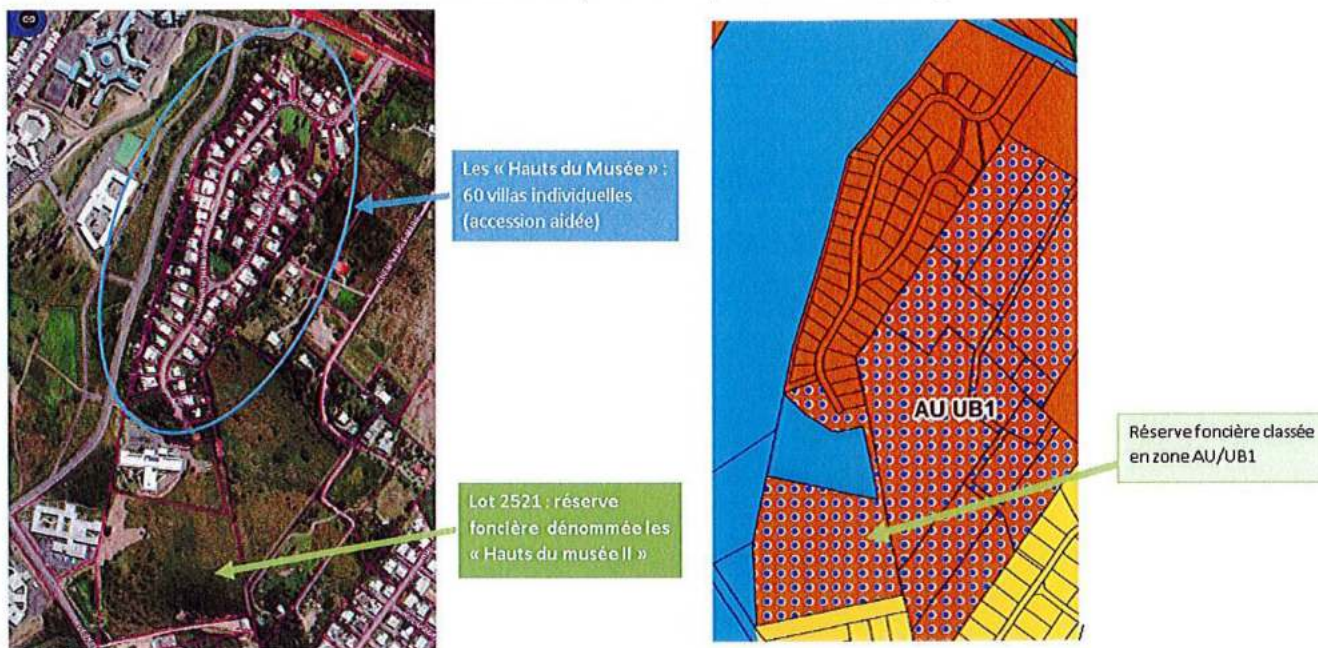 Les « Hauts du Musée » :
60 villas individuelles
(accession aidée)
Lot 2521 : réserve
foncière dénommée les
« Hauts du musée II »
AU UB1
Réserve foncière classée
en zone AU/UB1